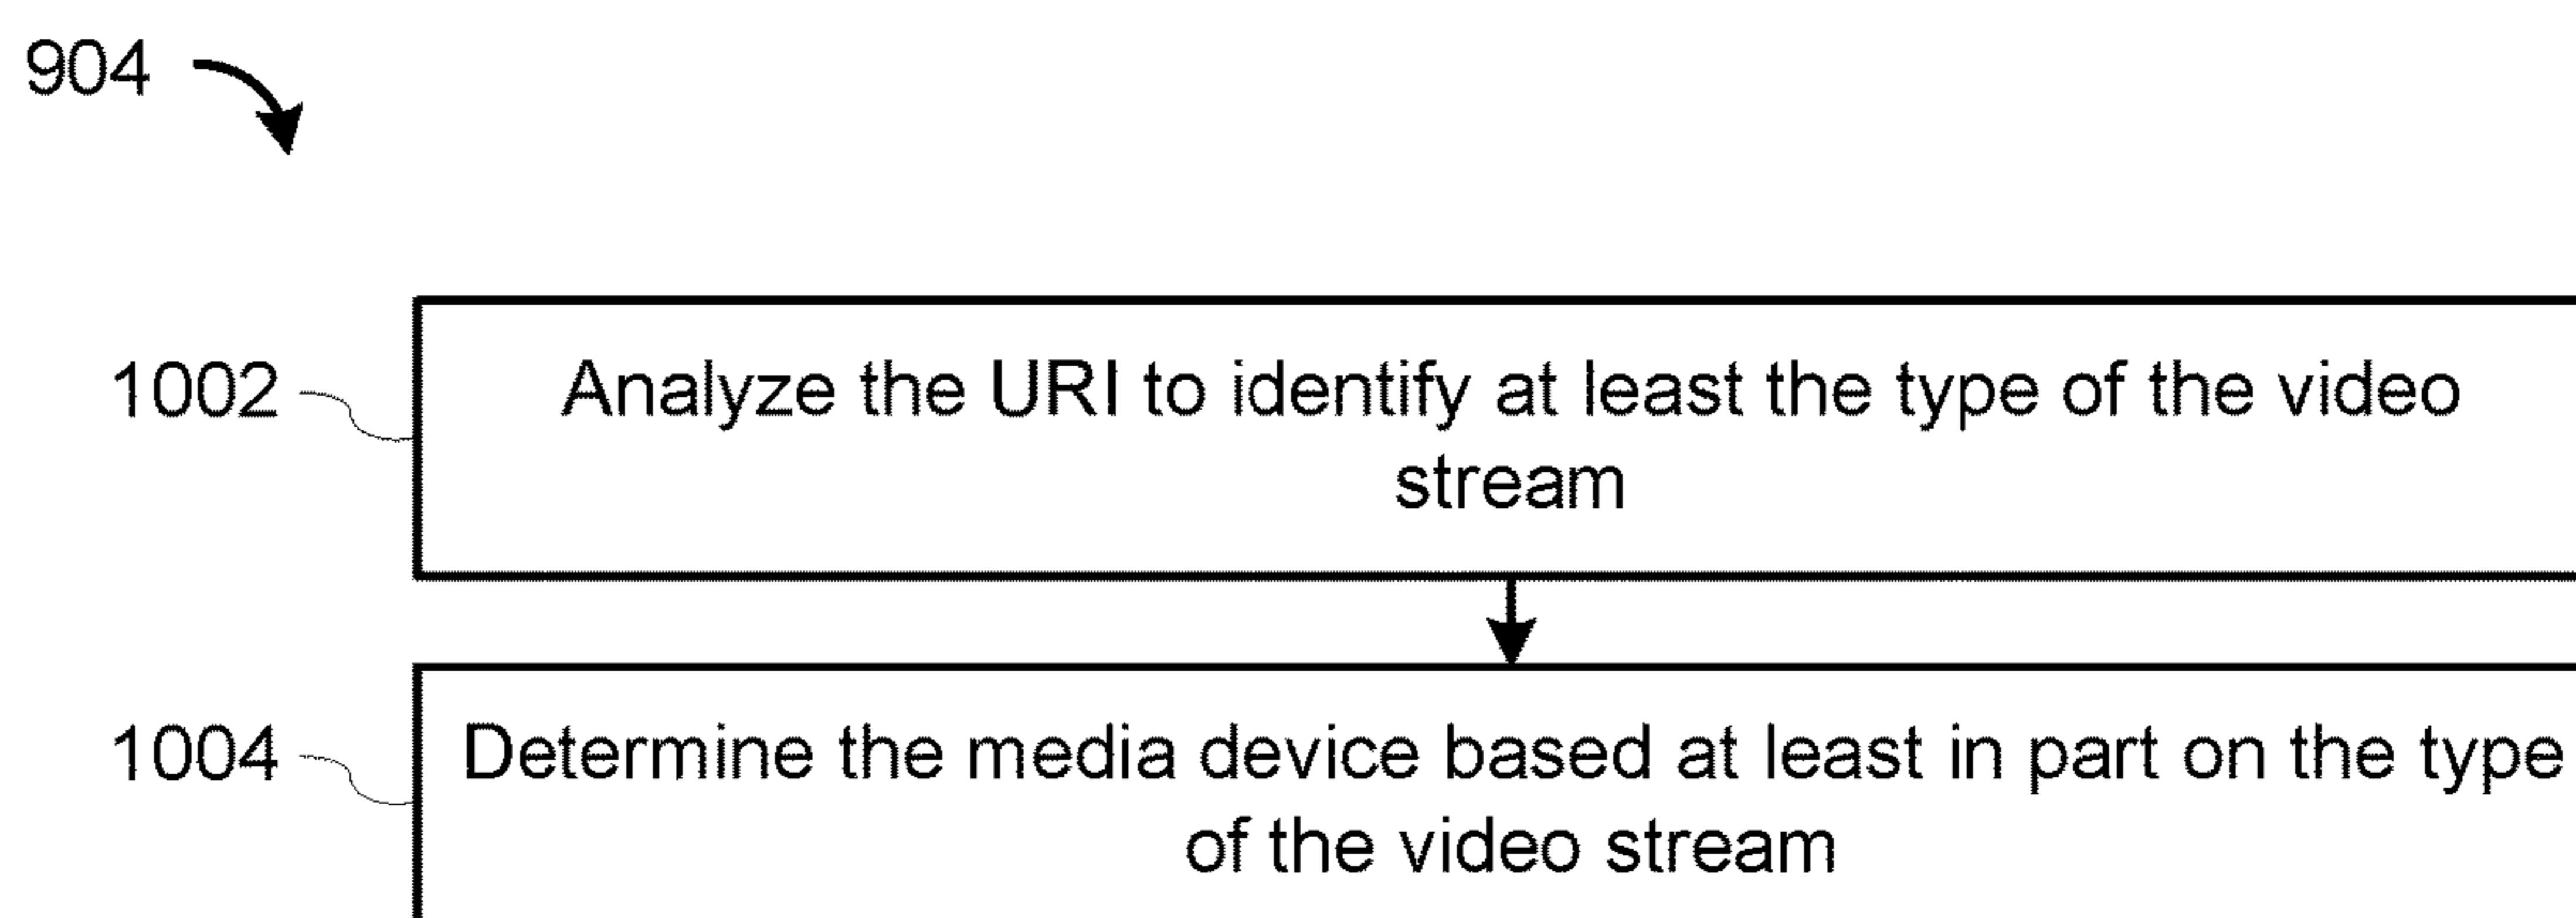 904
1002
Analyze the URI to identify at least the type of the video
stream
1004
Determine the media device based at least in part on the type
of the video stream